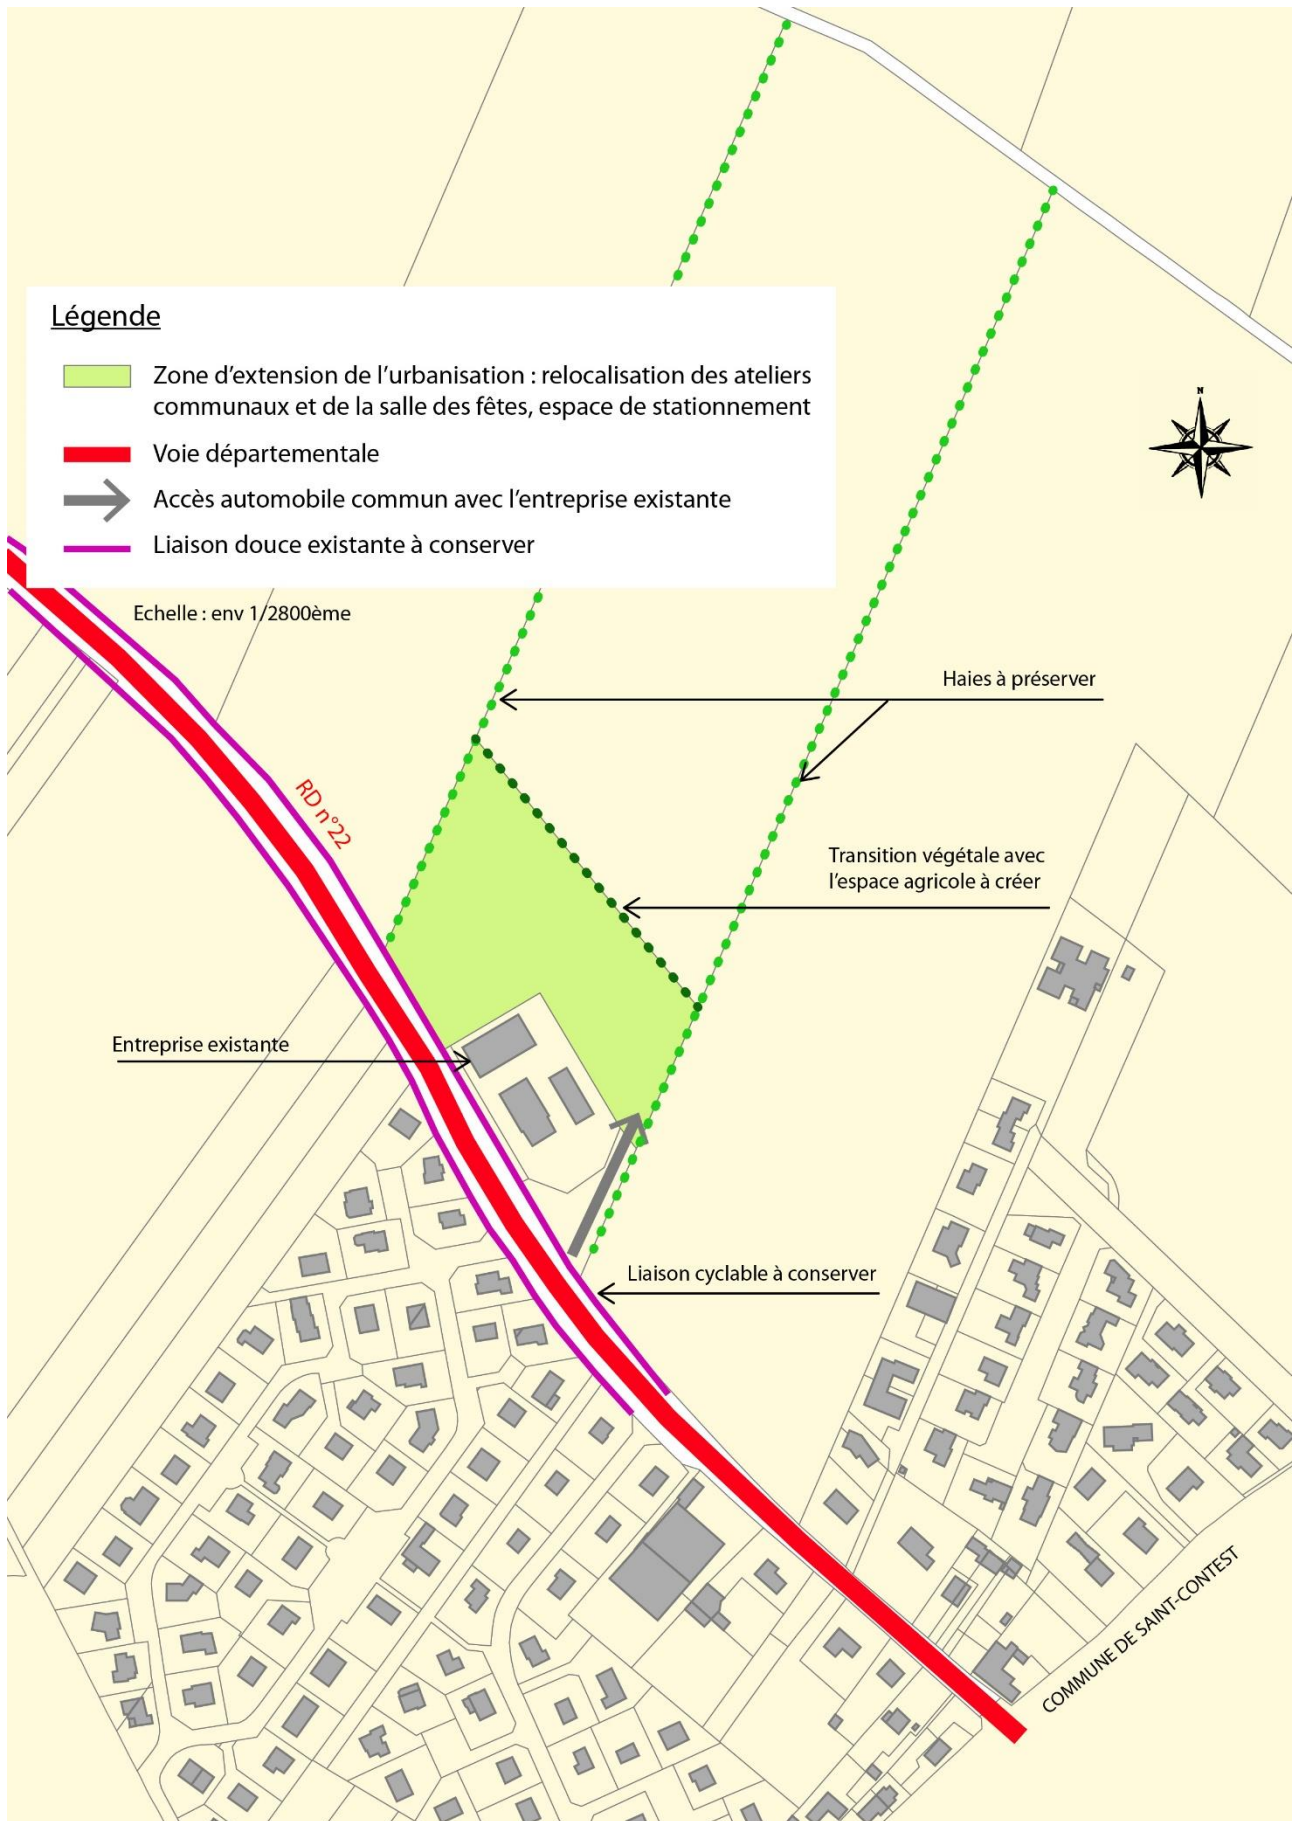 N
Légende
Zone d'extension de l'urbanisation : relocalisation des ateliers
communaux et de la salle des fêtes, espace de stationnement
Voie départementale
Accès automobile commun avec l'entreprise existante
Liaison douce existante à conserver
Echelle : env 1/2800ème
Haies à préserver
RD n°22
Transition végétale avec
l'espace agricole à créer
Entreprise existante
Liaison cyclable à conserver
COMMUNE DE SAINT-CONTEST